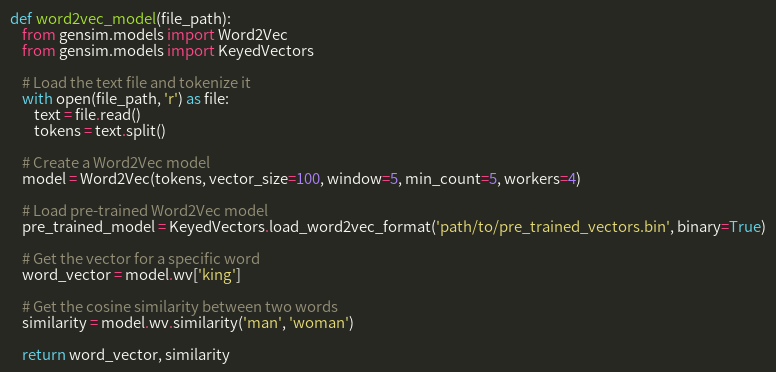 def word2vec_model(file_path):
    from gensim.models import Word2Vec
    from gensim.models import KeyedVectors

    # Load the text file and tokenize it
    with open(file_path, 'r') as file:
        text = file.read()
        tokens = text.split()

    # Create a Word2Vec model
    model = Word2Vec(tokens, vector_size=100, window=5, min_count=5, workers=4)

    # Load pre-trained Word2Vec model
    pre_trained_model = KeyedVectors.load_word2vec_format('path/to/pre_trained_vectors.bin', binary=True)

    # Get the vector for a specific word
    word_vector = model.wv['king']

    # Get the cosine similarity between two words
    similarity = model.wv.similarity('man', 'woman')

    return word_vector, similarity